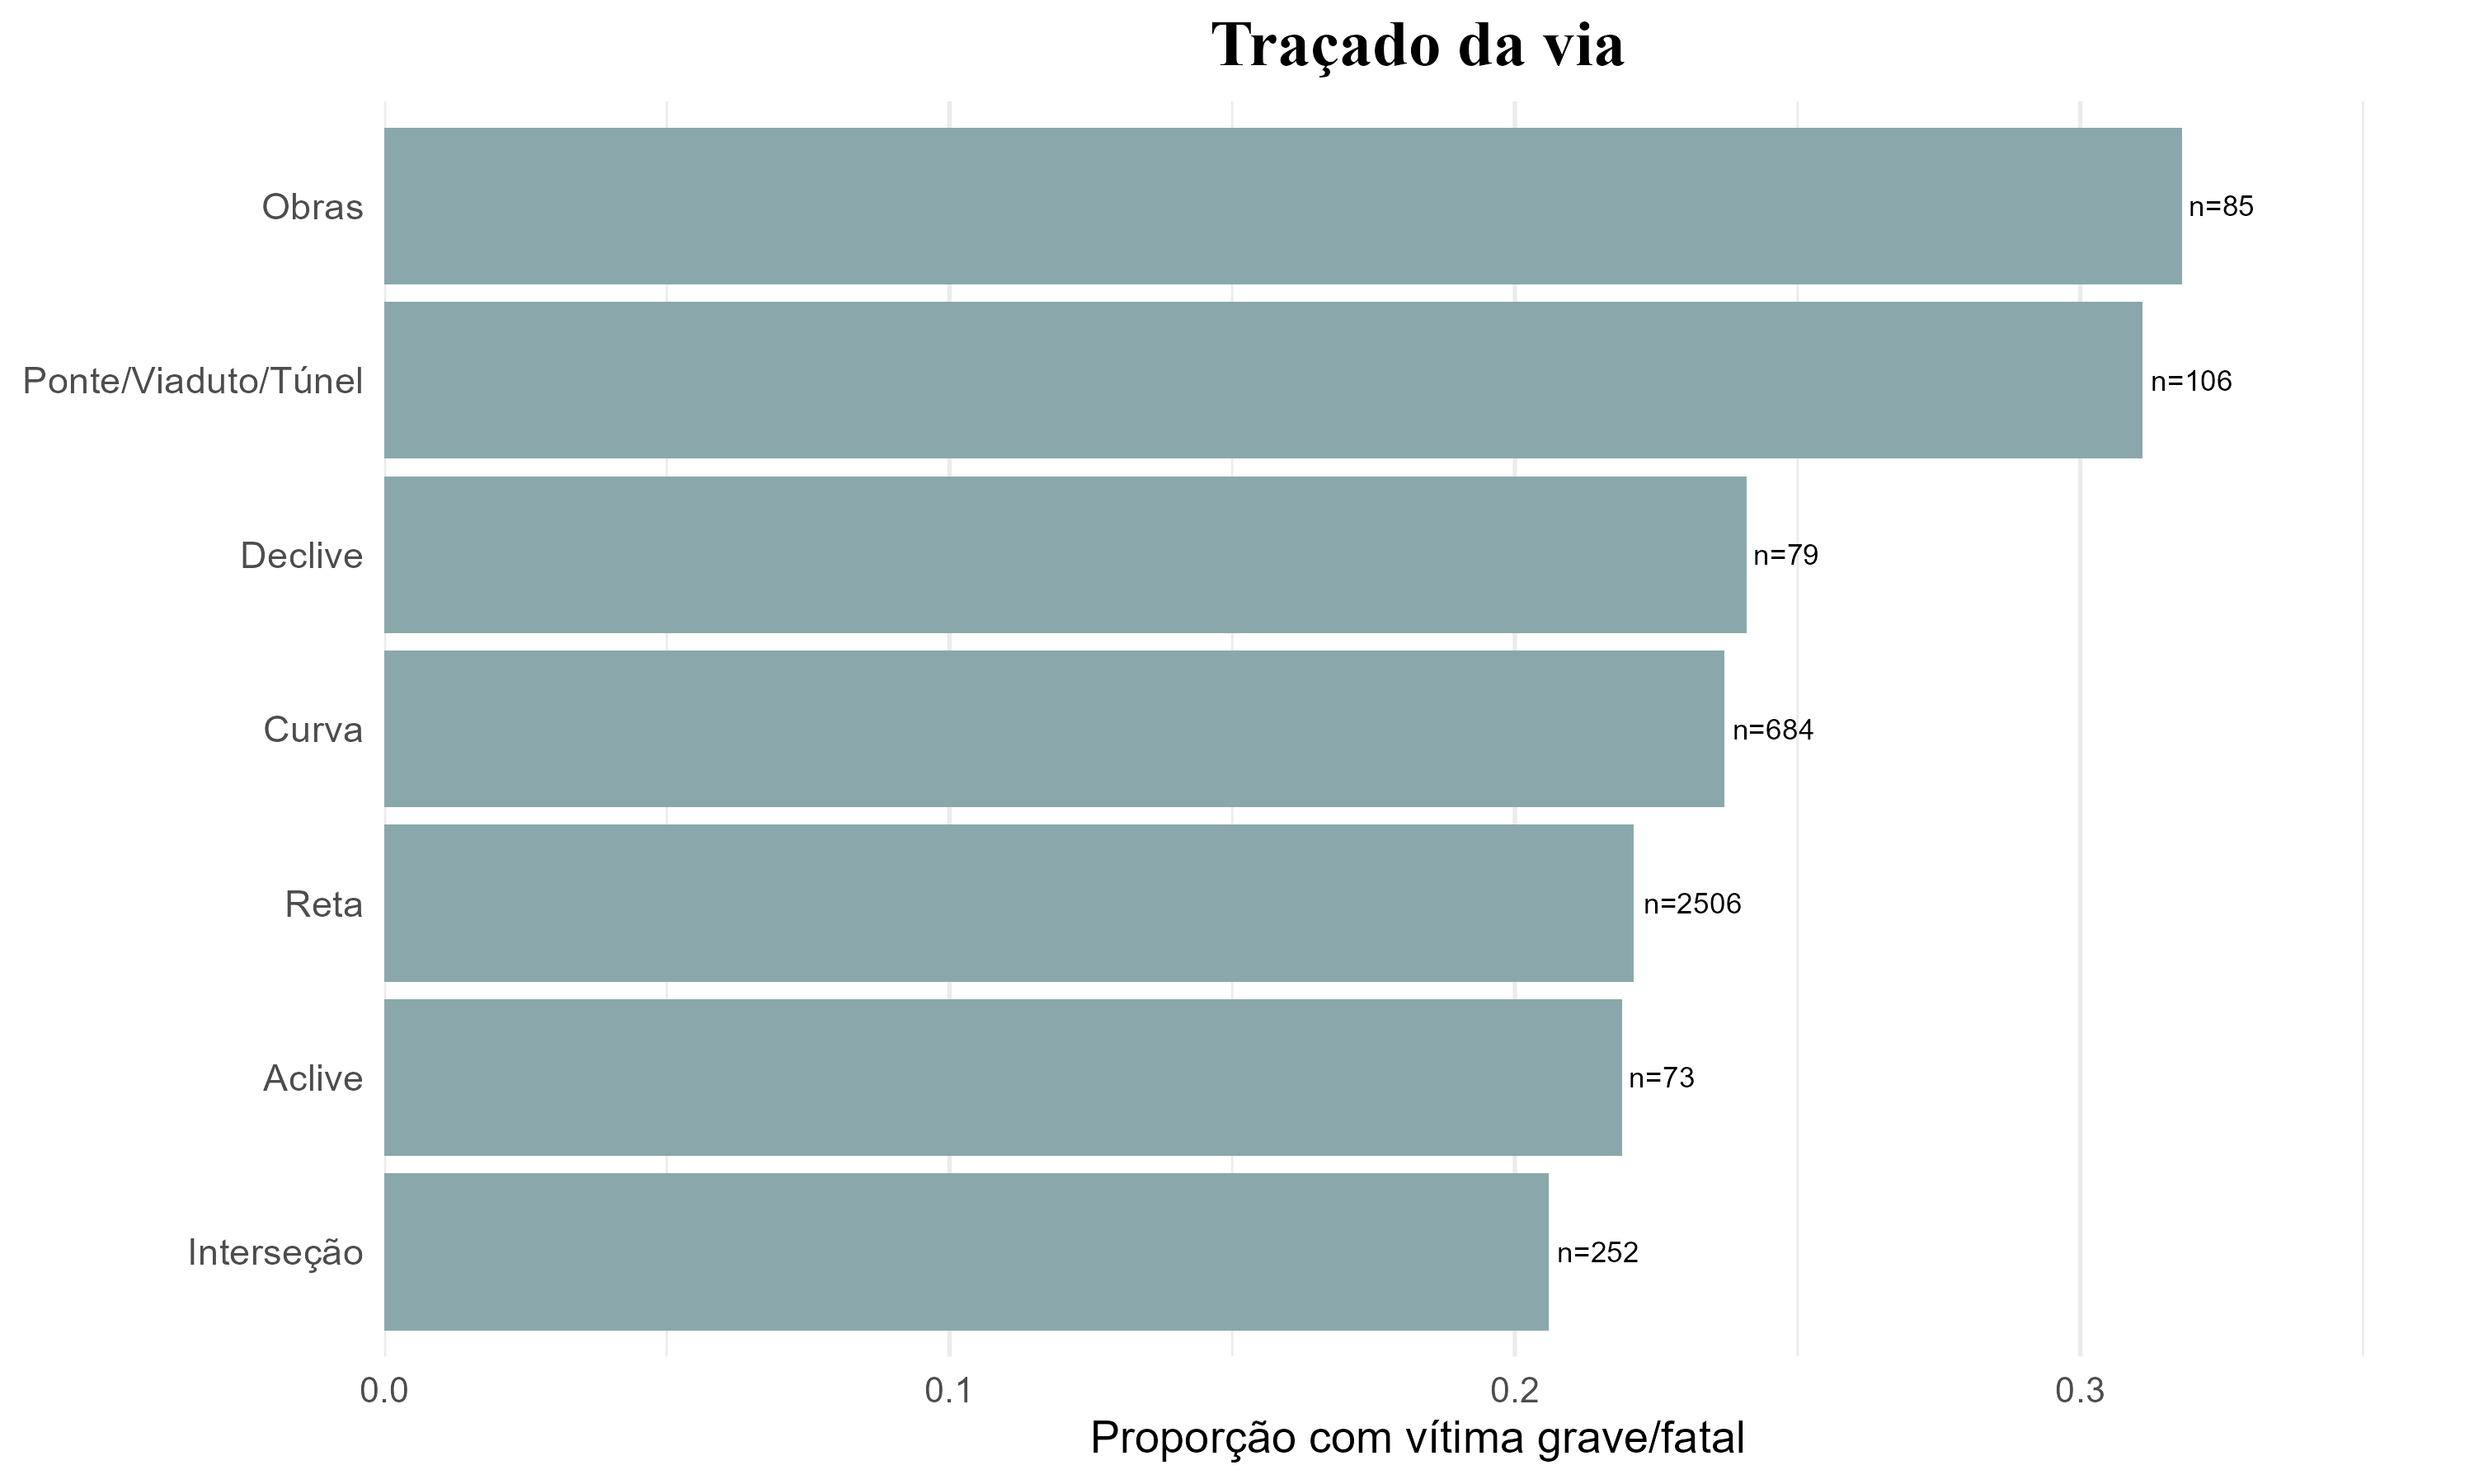 Traçado da via
Obras
n=85
Ponte/Viaduto/Túnel
n=106
Declive
n=79
Curva
n=684
Reta
n=2506
Aclive
n=73
Interseção
n=252
0.0 0.1 0.2 0.3
Proporção com vítima grave/fatal